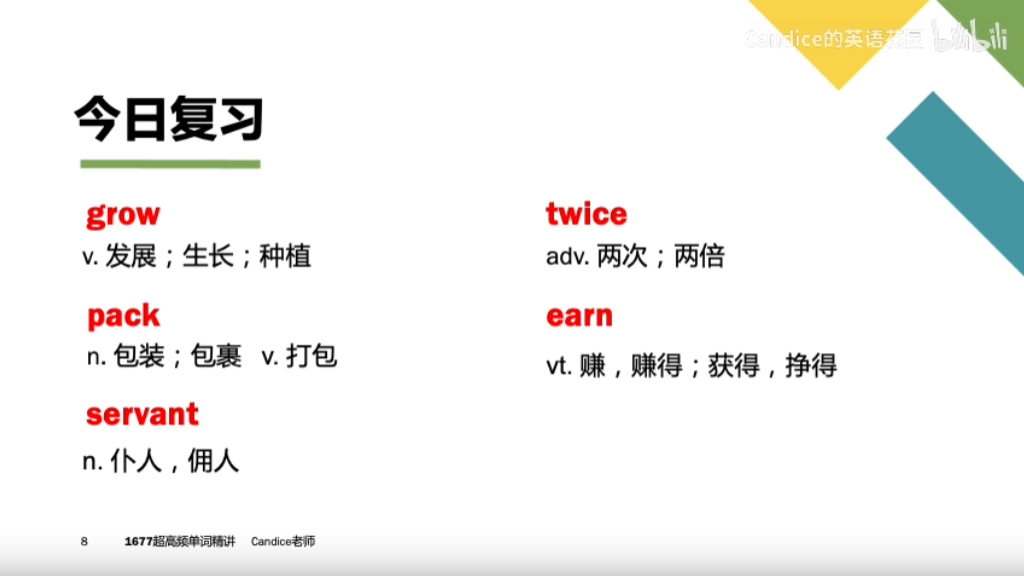 Candice的英语花园 bilibili
今日复习
grow
v. 发展；生长；种植
pack
n. 包装；包裹 v. 打包
servant
n. 仆人，佣人
twice
adv. 两次；两倍
earn
vt. 赚，赚得；获得，挣得
8 1677超高频单词精讲 Candice老师